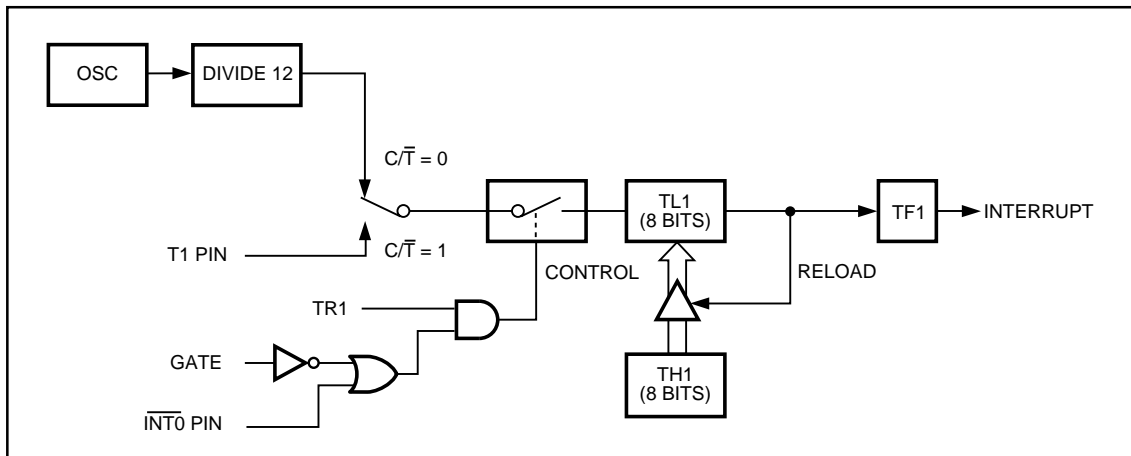 OSC
DIVIDE 12
C/T̅ = 0
TL1
(8 BITS)
TF1
INTERRUPT
T1 PIN
C/T̅ = 1
CONTROL
RELOAD
TR1
GATE
TH1
(8 BITS)
I̅N̅T̅0̅ PIN